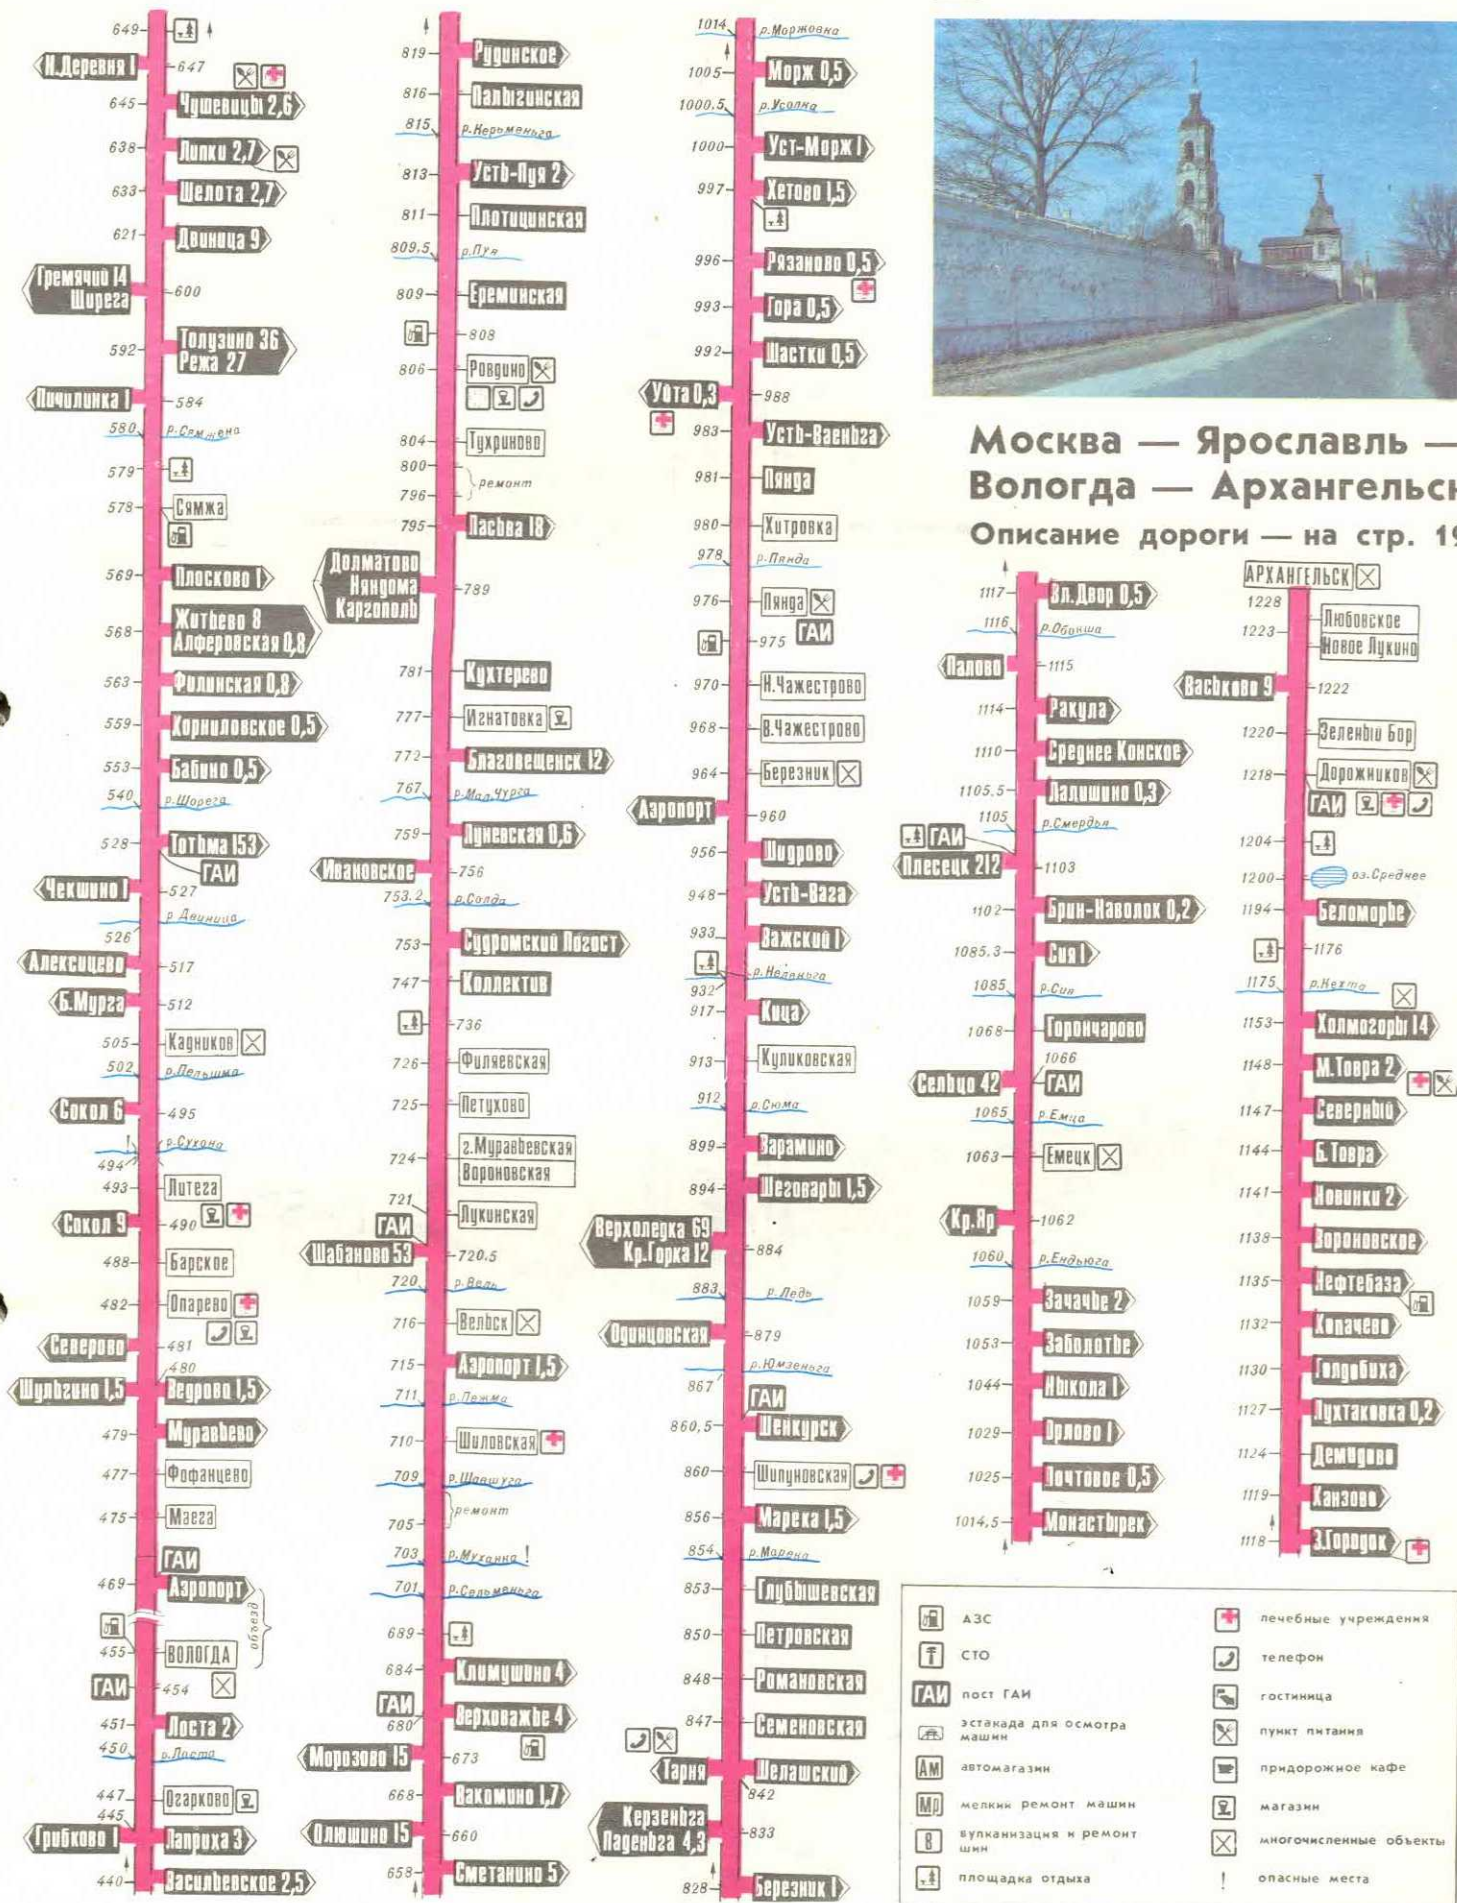 649
Н.Деревня 1
647
645
Чушевицы 2,6
638
Липки 2,7
633
Шелота 2,7
621
Двиница 9
Гремячий 14
Ширега
600
592
Толузино 36
Режа 27
Пичилинка 1
584
580
р.Сямжена
579
578
Сямжа
569
Плосково 1
568
Житьево 8
Алферовская 0,8
563
Филинская 0,8
559
Корниловское 0,5
553
Бабино 0,5
540
р.Шорега
528
Тотьма 153
ГАИ
Чекшино 1
527
р.Двиница
526
Алексицево
517
Б.Мурга
512
505
Кадников
502
р.Пельшма
Сокол 6
495
!
р.Сухона
494
493
Литега
Сокол 9
490
488
Барское
482
Опарево
Северово
481
480
Шульгино 1,5
Ведрово 1,5
479
Муравьево
477
Фофанцево
475
Маега
ГАИ
469
Аэропорт
объезд
455
ВОЛОГДА
ГАИ
454
451
Лоста 2
450
р.Лоста
447
Огарково
445
Грибково 1
Лаприха 3
440
Васильевское 2,5
819
Рудинское
816
Палыгинская
815
р.Керьменьга
813
Усть-Пуя 2
811
Плотицинская
809,5
р.Пуя
809
Ереминская
808
806
Ровдино
804
Тухриново
800
ремонт
796
795
Пасьва 18
Долматово
Няндома
Каргополь
789
781
Кухтерево
777
Игнатовка
772
Благовещенск 12
767
р.Мал.Чурга
759
Луневская 0,6
Ивановское
756
753.2
р.Солда
753
Судромский Погост
747
Коллектив
736
726
Филяевская
725
Петухово
724
г.Муравьевская
Вороновская
721
Лукинская
ГАИ
Шабаново 53
720.5
720
р.Вель
716
Вельск
715
Аэропорт 1,5
711
р.Пежма
710
Шиловская
709
р.Шаншуга
ремонт
705
703
р.Муханка !
701
р.Сельменьга
689
684
Климушино 4
ГАИ
680
Верховажье 4
Морозово 15
673
668
Вакомино 1,7
Олюшино 15
660
658
Сметанино 5
1014
р.Моржовка
1005
Морж 0,5
1000.5
р.Усолка
1000
Уст-Морж 1
997
Хетово 1,5
996
Рязаново 0,5
993
Гора 0,5
992
Шастки 0,5
Уйта 0,3
988
983
Усть-Ваеньга
981
Пянда
980
Хитровка
978
р.Пянда
976
Пянда
975
ГАИ
970
Н.Чажестрово
968
В.Чажестрово
964
Березник
Аэропорт
960
956
Шидрово
948
Усть-Вага
933
Важский 1
р.Неленьга
932
917
Кица
913
Куликовская
912
р.Сюма
899
Зарамино
894
Шеговары 1,5
Верхоледка 69
Кр.Горка 12
884
883
р.Ледь
Одинцовская
879
р.Юмзеньга
867
ГАИ
860,5
Шенкурск
860
Шипуновская
856
Марека 1,5
854
р.Марека
853
Глубышевская
850
Петровская
848
Романовская
847
Семеновская
Тарня
Шелашский
842
Керзеньга
Паденьга 4,3
833
828
Березник 1
Москва — Ярославль —
Вологда — Архангельск
Описание дороги — на стр. 19
1117
Зл.Двор 0,5
1116
р.Обокша
Палово
1115
1114
Ракула
1110
Среднее Конское
1105.5
Лалишино 0,3
1105
р.Смердья
ГАИ
Плесецк 212
1103
1102
Брин-Наволок 0,2
1085.3
Сия 1
1085
р.Сия
1068
Горончарово
1066
Сельцо 42
ГАИ
1065
р.Емца
1063
Емецк
Кр.Яр
1062
1060
р.Ендьюга
1059
Зачачье 2
1053
Заболотье
1044
Ныкола 1
1029
Орлово 1
1025
Почтовое 0,5
1014,5
Монастырек
АРХАНГЕЛЬСК
1228
Любовское
1223
Новое Лукино
Васьково 9
1222
1220
Зеленый Бор
1218
Дорожников
ГАИ
1204
1200
оз.Среднее
1194
Беломорье
1176
1175
р.Нехта
1153
Холмогоры 14
1148
М.Товра 2
1147
Северный
1144
Б.Товра
1141
Новинки 2
1138
Вороновское
1135
Нефтебаза
1132
Копачево
1130
Голдобиха
1127
Пухтаковка 0,2
1124
Демидово
1119
Ханзово
1118
З.Городок
АЗС
СТО
ГАИ пост ГАИ
эстакада для осмотра
машин
Ам автомагазин
Мр мелкий ремонт машин
В вулканизация и ремонт
шин
площадка отдыха
лечебные учреждения
телефон
гостиница
пункт питания
придорожное кафе
магазин
многочисленные объекты
! опасные места